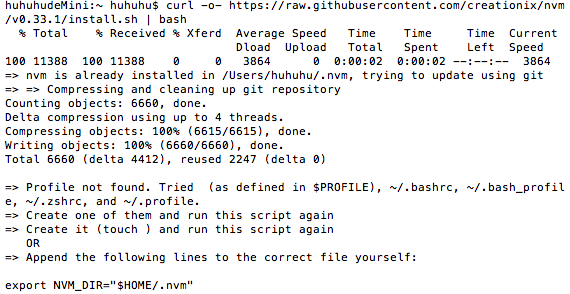 huhuhudeMini:~ huhuhu$ curl -o- https://raw.githubusercontent.com/creationix/nvm
/v0.33.1/install.sh | bash
  % Total    % Received % Xferd  Average Speed   Time    Time     Time  Current
                                 Dload  Upload   Total   Spent    Left  Speed
100 11388  100 11388    0     0   3864      0  0:00:02  0:00:02 --:--:--  3864
=> nvm is already installed in /Users/huhuhu/.nvm, trying to update using git
=> => Compressing and cleaning up git repository
Counting objects: 6660, done.
Delta compression using up to 4 threads.
Compressing objects: 100% (6615/6615), done.
Writing objects: 100% (6660/6660), done.
Total 6660 (delta 4412), reused 2247 (delta 0)

=> Profile not found. Tried  (as defined in $PROFILE), ~/.bashrc, ~/.bash_profil
e, ~/.zshrc, and ~/.profile.
=> Create one of them and run this script again
=> Create it (touch ) and run this script again
   OR
=> Append the following lines to the correct file yourself:

export NVM_DIR="$HOME/.nvm"